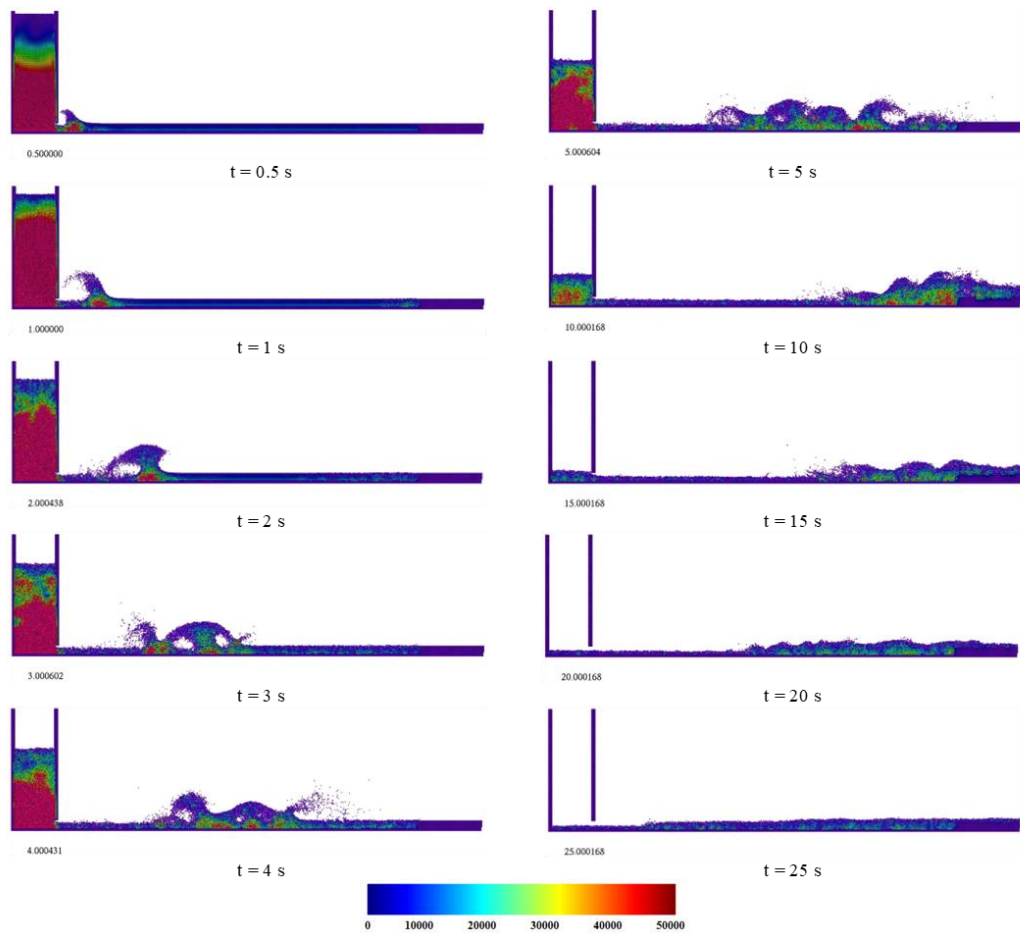 0.500000
t = 0.5 s
1.000000
t = 1 s
2.000438
t = 2 s
3.000602
t = 3 s
4.000431
t = 4 s
5.000604
t = 5 s
10.000168
t = 10 s
15.000168
t = 15 s
20.000168
t = 20 s
25.000168
t = 25 s
0 10000 20000 30000 40000 50000